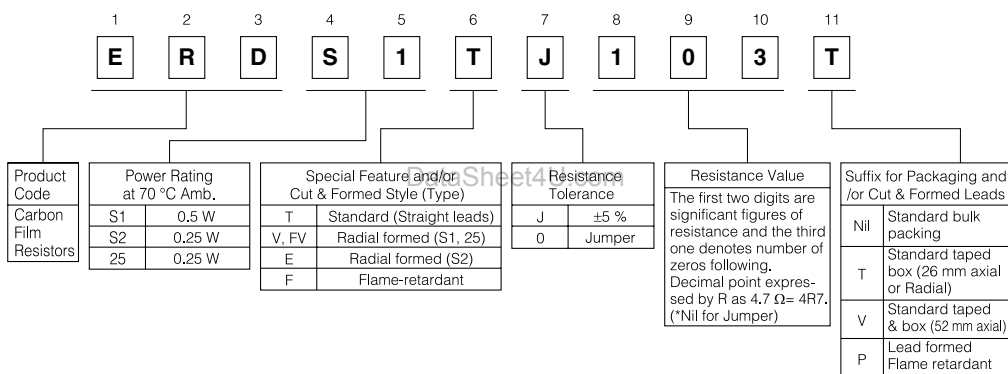 1 2 3 4 5 6 7 8 9 10 11
E R D S 1 T J 1 0 3 T
Product
Code
Carbon
Film
Resistors
Power Rating
at 70 °C Amb.
S1 0.5 W
S2 0.25 W
25 0.25 W
Special Feature and/or
Cut & Formed Style (Type)
T Standard (Straight leads)
V, FV Radial formed (S1, 25)
E Radial formed (S2)
F Flame-retardant
DataSheet4U.com
Resistance
Tolerance
J ±5 %
0 Jumper
Resistance Value
The first two digits are
significant figures of
resistance and the third
one denotes number of
zeros following.
Decimal point expres-
sed by R as 4.7 Ω= 4R7.
(*Nil for Jumper)
Suffix for Packaging and
/or Cut & Formed Leads
Nil Standard bulk
packing
T Standard taped
box (26 mm axial
or Radial)
V Standard taped
& box (52 mm axial)
P Lead formed
Flame retardant